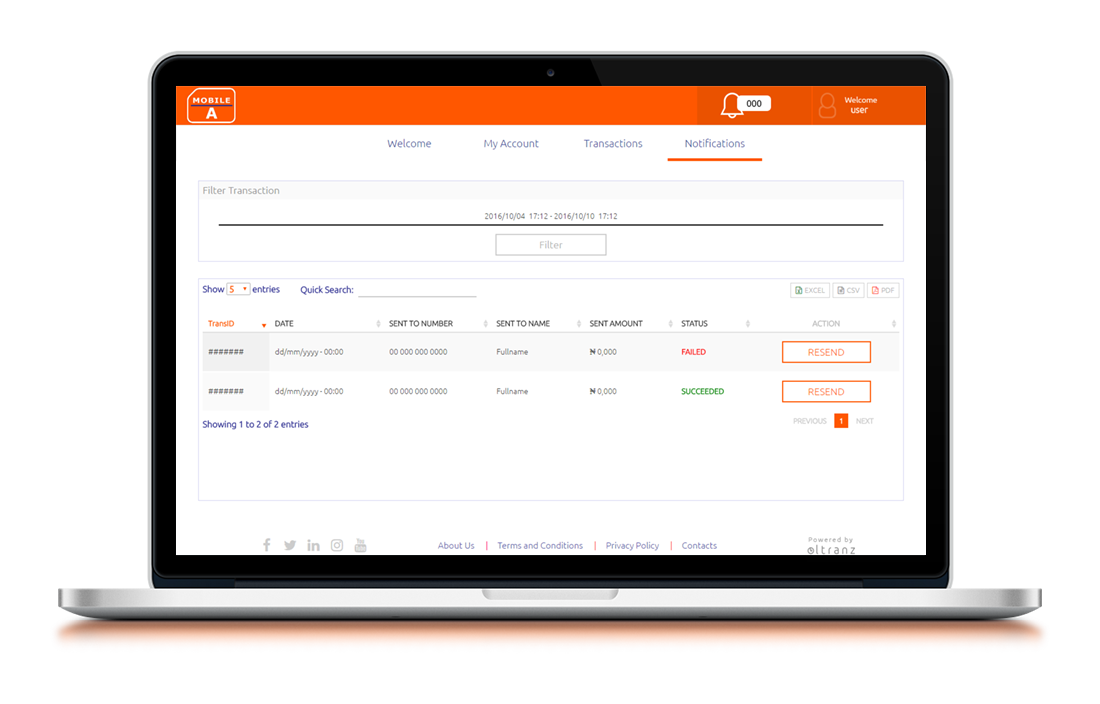 MOBILE
A
000
Welcome
user
Welcome My Account Transactions Notifications
Filter Transaction
2016/10/04 17:12 - 2016/10/10 17:12
Filter
Show 5 entries Quick Search: EXCEL CSV PDF
TransID DATE SENT TO NUMBER SENT TO NAME SENT AMOUNT STATUS ACTION
####### dd/mm/yyyy - 00:00 00 000 000 0000 Fullname ₦ 0,000 FAILED RESEND
####### dd/mm/yyyy - 00:00 00 000 000 0000 Fullname ₦ 0,000 SUCCEEDED RESEND
Showing 1 to 2 of 2 entries PREVIOUS 1 NEXT
f in You Tube About Us | Terms and Conditions | Privacy Policy | Contacts
Powered by
oltranz